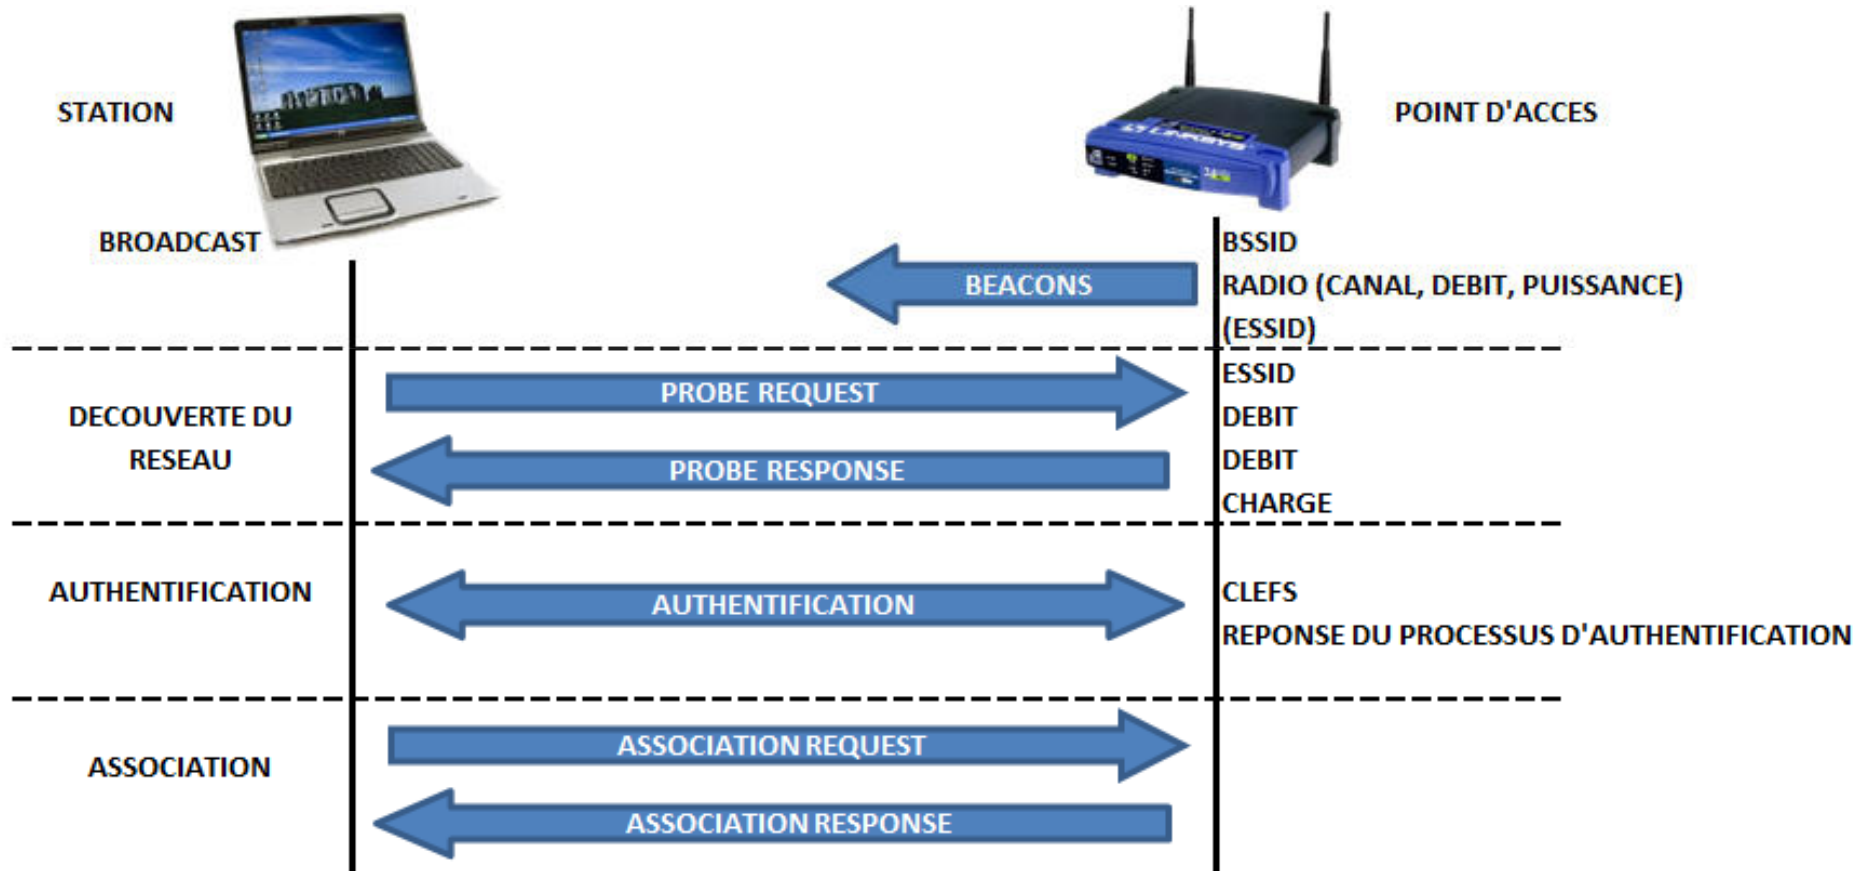 STATION
POINT D'ACCES
LINKSYS
BROADCAST
BSSID
BEACONS
RADIO (CANAL, DEBIT, PUISSANCE)
(ESSID)
PROBE REQUEST
ESSID
DECOUVERTE DU
DEBIT
RESEAU
PROBE RESPONSE
DEBIT
CHARGE
AUTHENTIFICATION
AUTHENTIFICATION
CLEFS
REPONSE DU PROCESSUS D'AUTHENTIFICATION
ASSOCIATION
ASSOCIATION REQUEST
ASSOCIATION RESPONSE